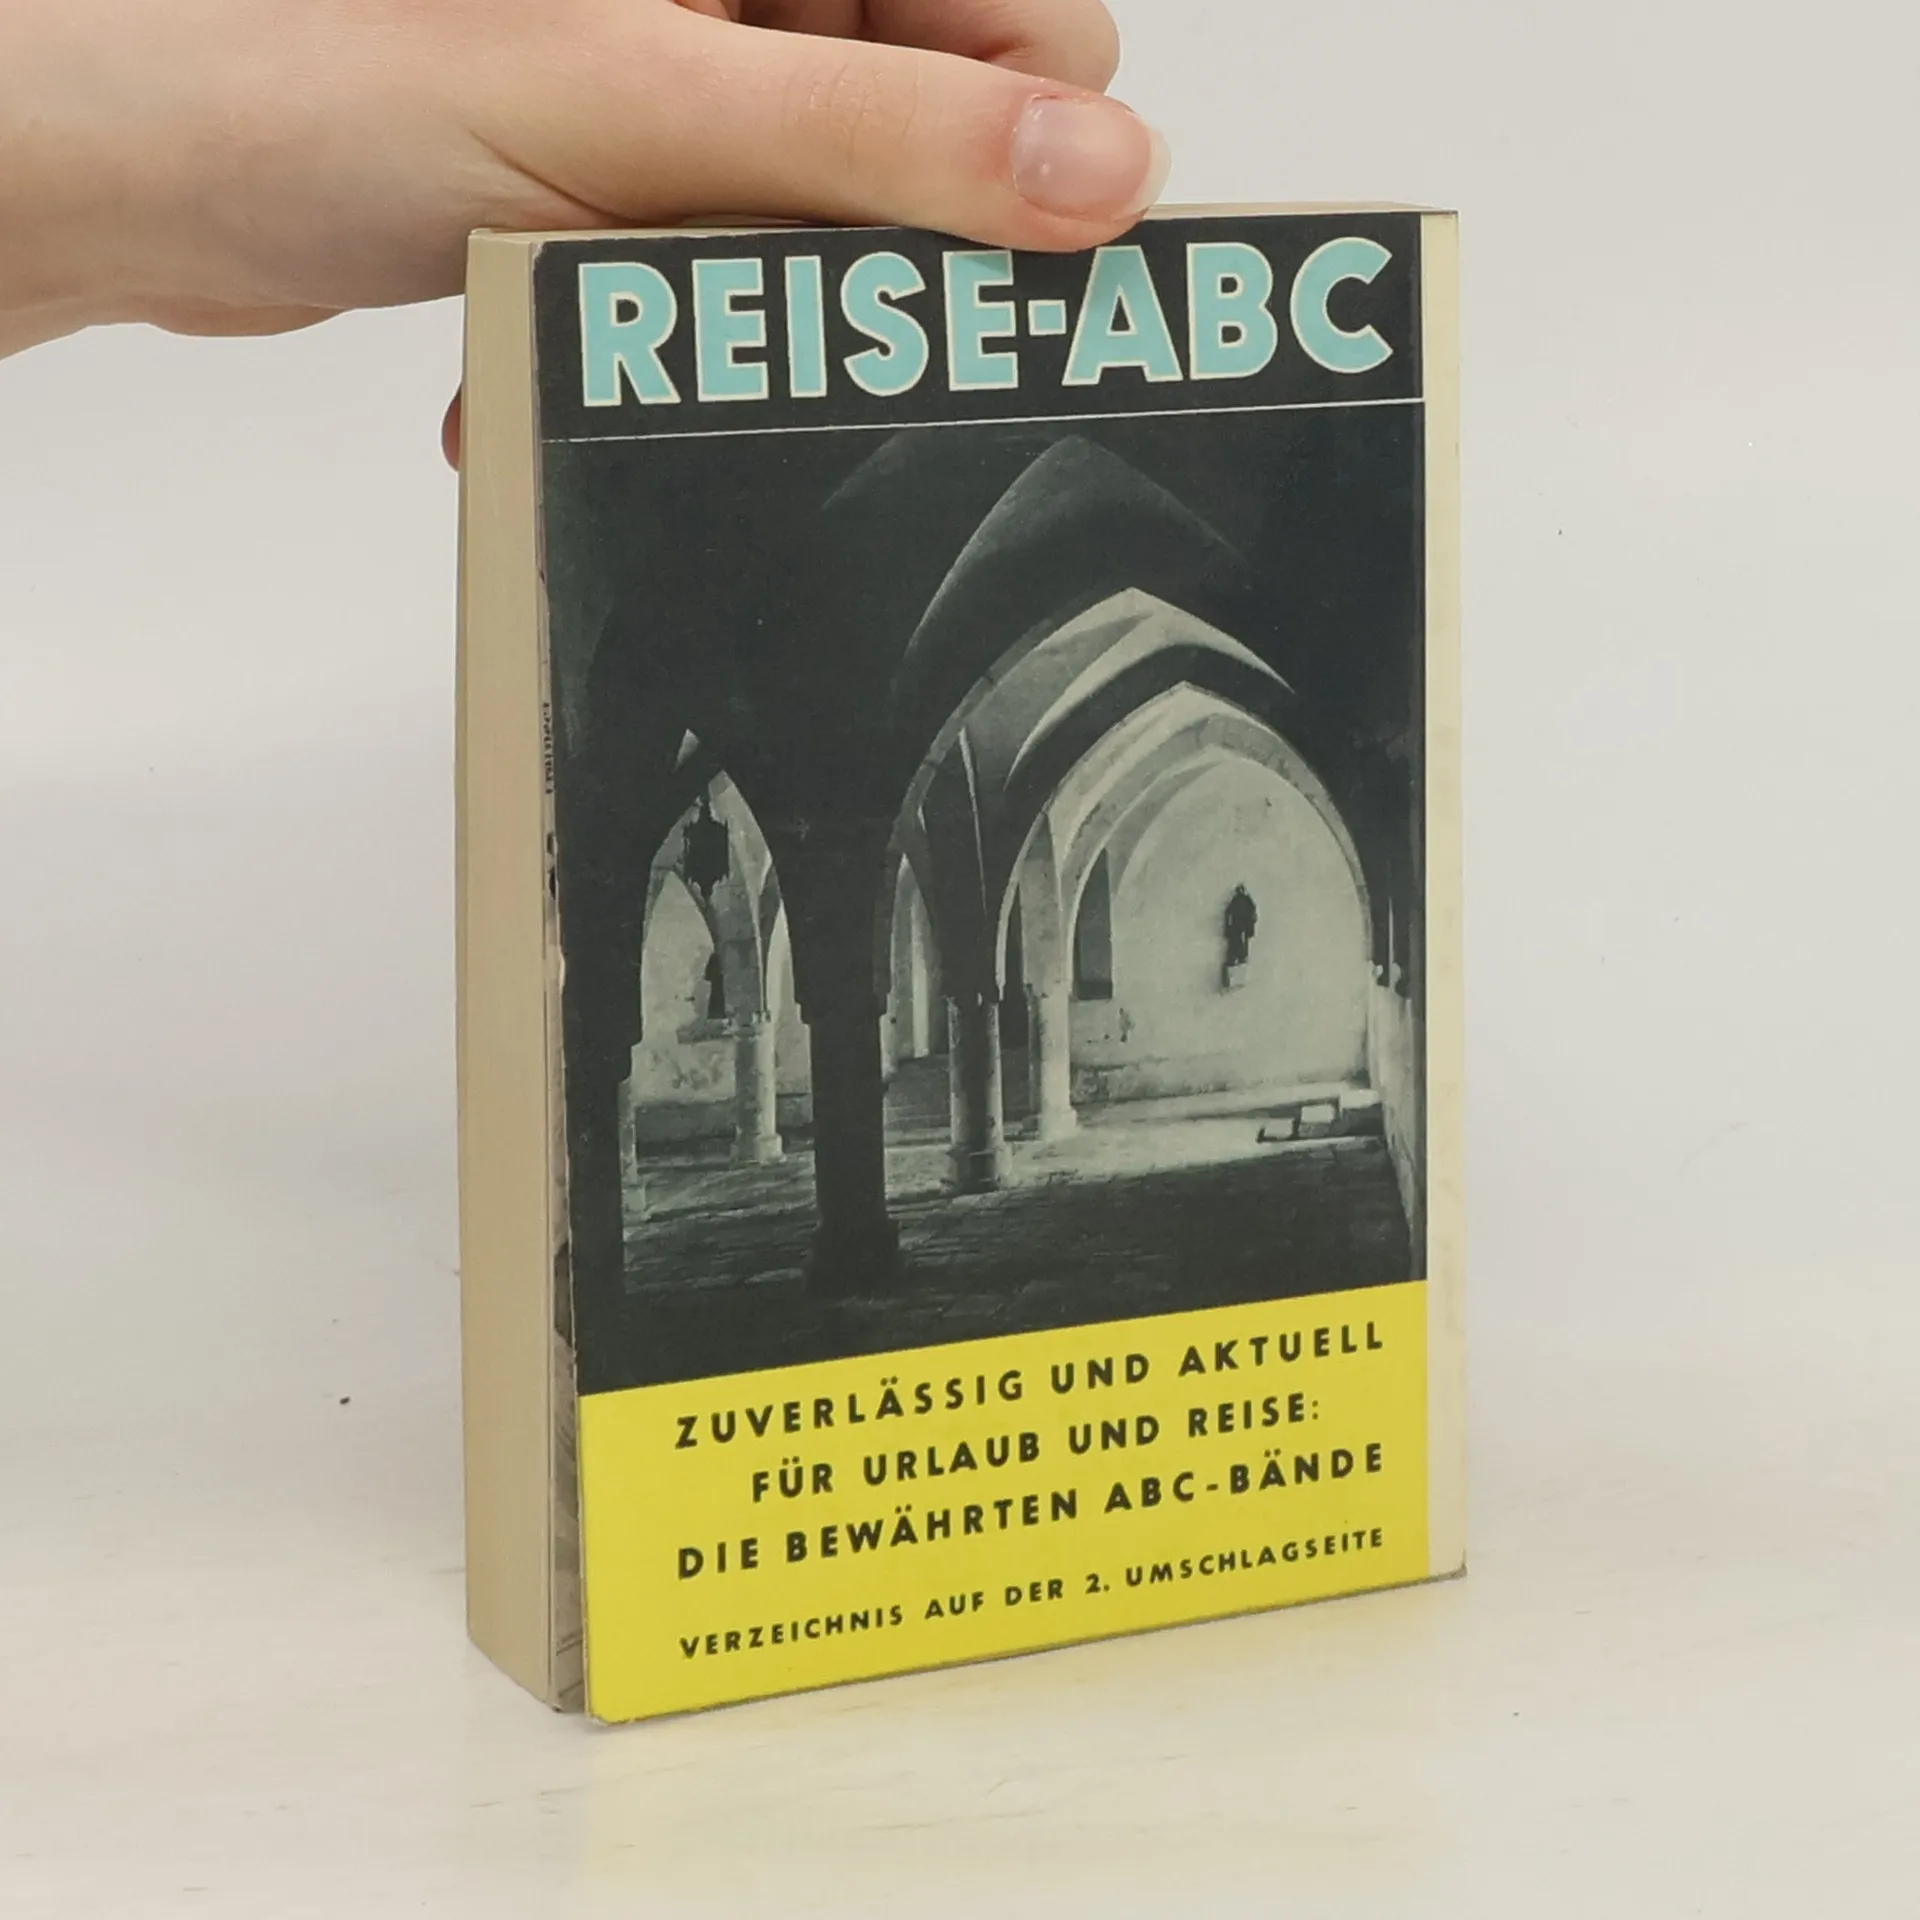 REISE-ABC
ZUVERLÄSSIG UND AKTUELL
FÜR URLAUB UND REISE:
DIE BEWÄHRTEN ABC-BÄNDE
VERZEICHNIS AUF DER 2. UMSCHLAGSEITE